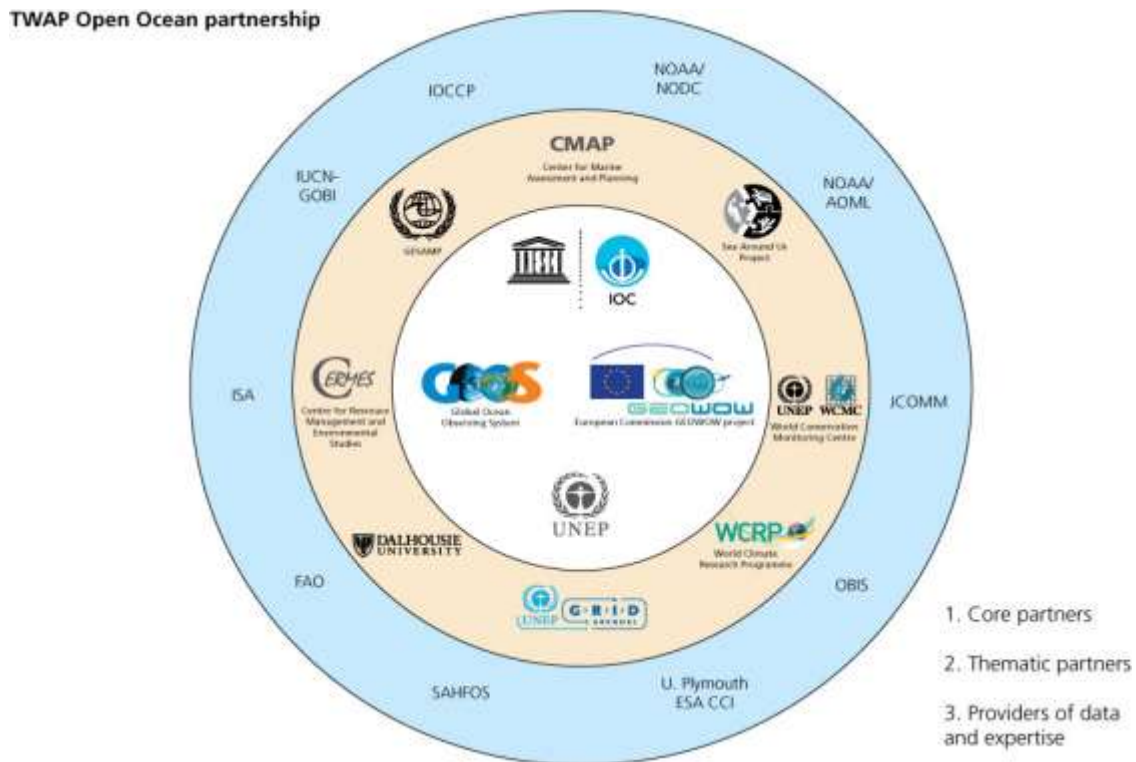 TWAP Open Ocean partnership
IOCCP
NOAA/
NODC
IUCN-
GOBI
NOAA/
AOML
CMAP
Center for Marine
Assessment and Planning
GESAMP
Sea Around Us
Project
IOC
ISA
CERMES
Centre for Resource
Management and
Environmental
Studies
GOOS
Global Ocean
Observing System
GEOWOW
European Commission GEOWOW project
UNEP WCMC
World Conservation
Monitoring Centre
JCOMM
UNEP
DALHOUSIE
UNIVERSITY
WCRP
World Climate
Research Programme
FAO
UNEP
G·R·I·D
ARENDAL
OBIS
SAHFOS
U. Plymouth
ESA CCI
1. Core partners
2. Thematic partners
3. Providers of data
and expertise